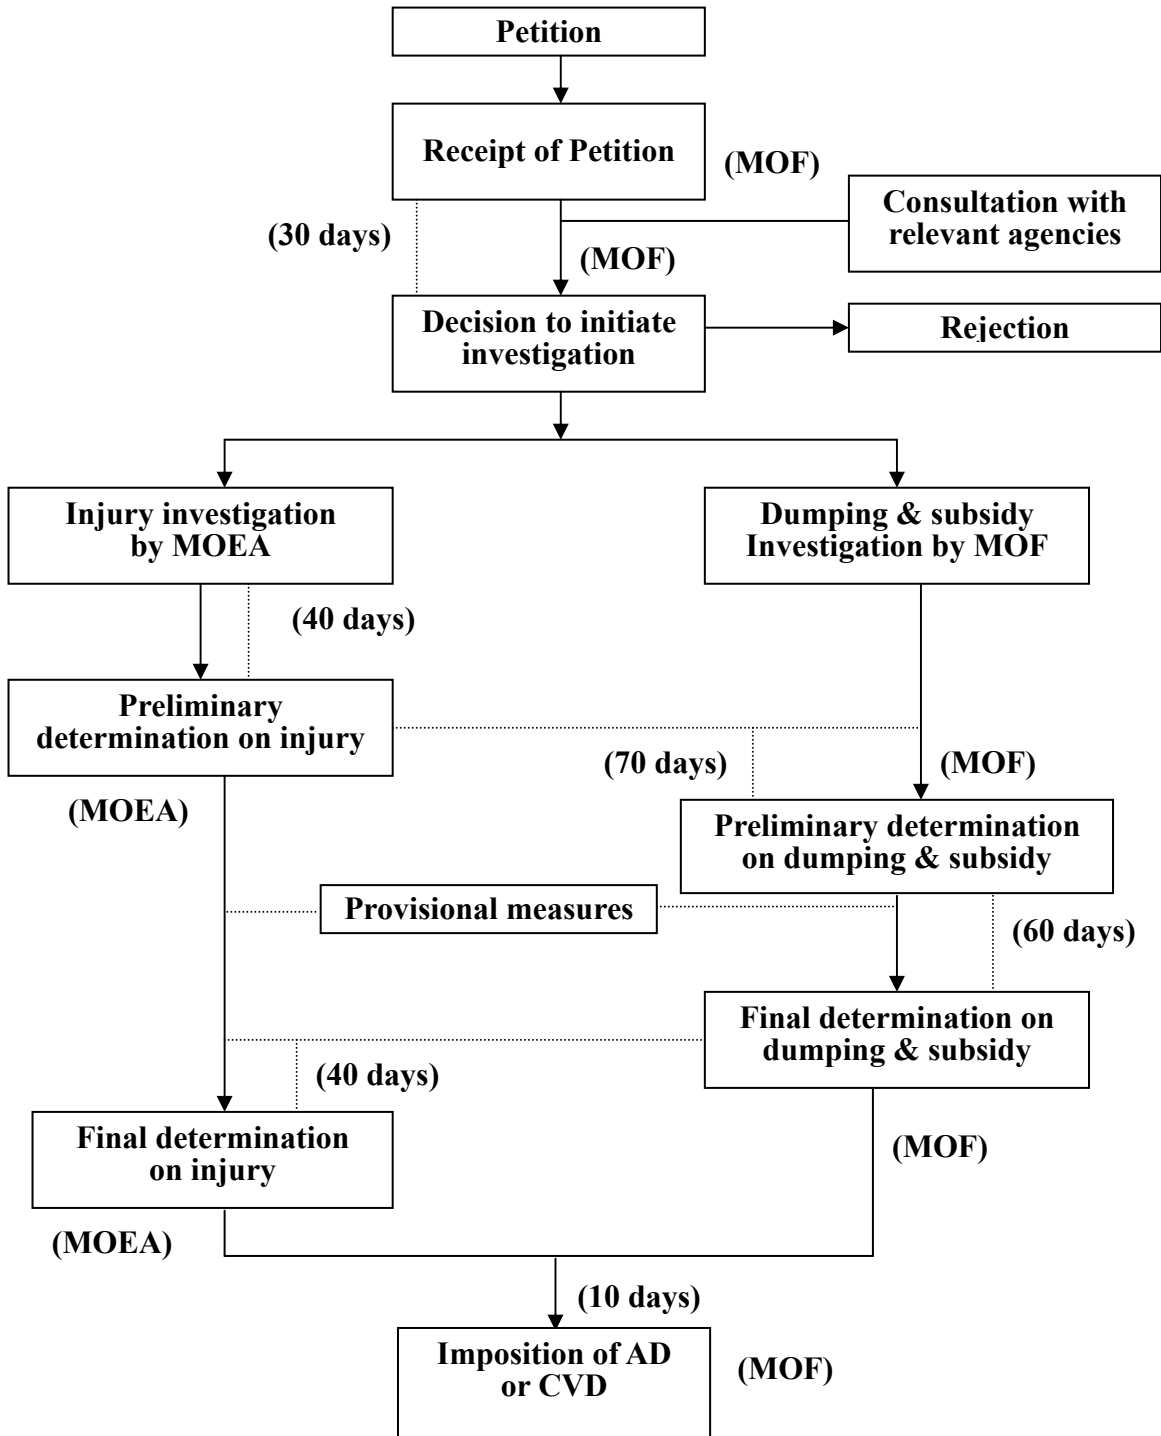 Petition
Receipt of Petition
(MOF)
Consultation with
relevant agencies
(30 days)
(MOF)
Decision to initiate
investigation
Rejection
Injury investigation
by MOEA
Dumping & subsidy
Investigation by MOF
(40 days)
Preliminary
determination on injury
(70 days)
(MOF)
(MOEA)
Preliminary determination
on dumping & subsidy
Provisional measures
(60 days)
Final determination on
dumping & subsidy
(40 days)
Final determination
on injury
(MOF)
(MOEA)
(10 days)
Imposition of AD
or CVD
(MOF)